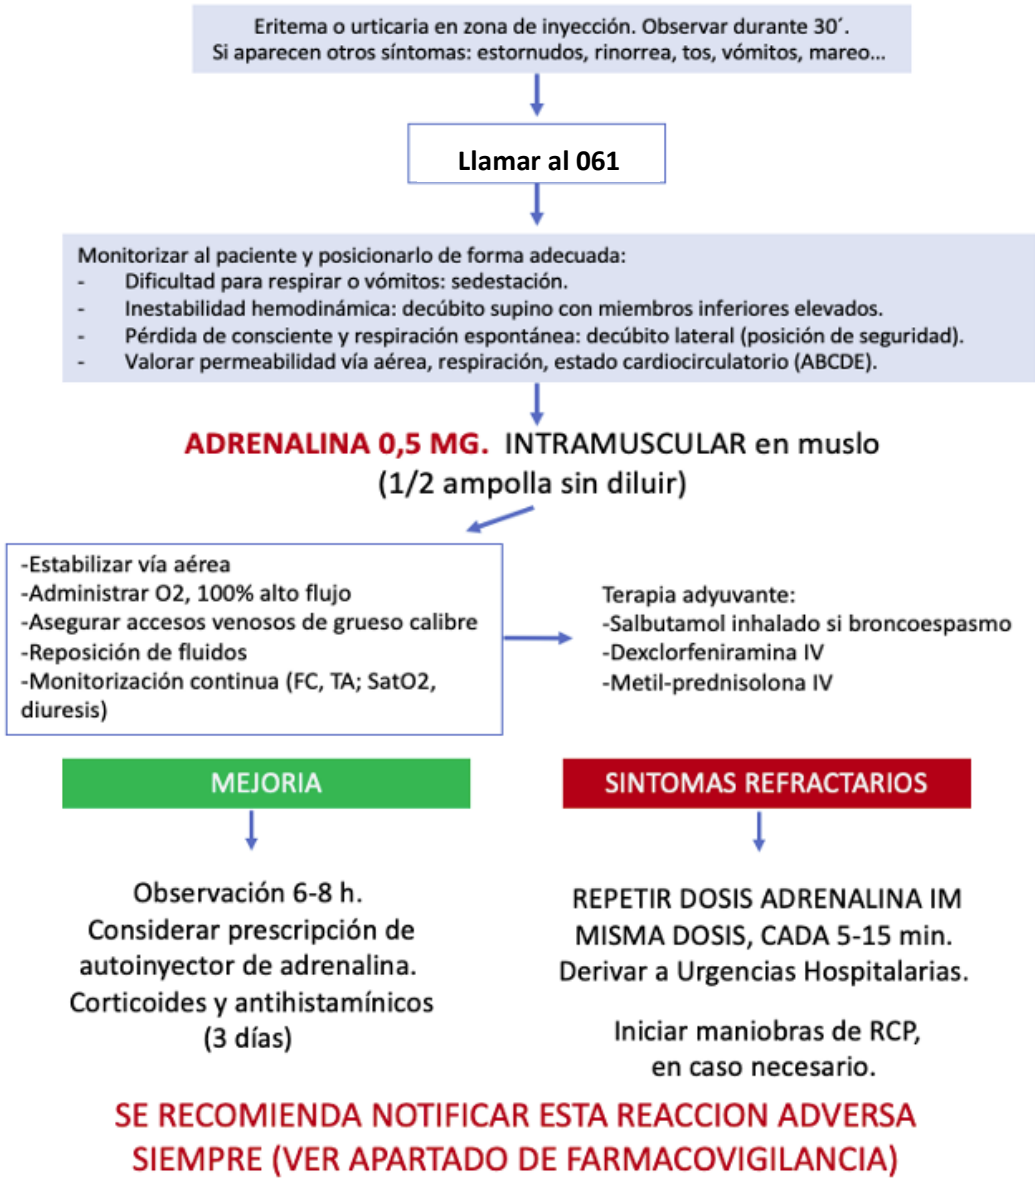 Eritema o urticaria en zona de inyección. Observar durante 30´.
Si aparecen otros síntomas: estornudos, rinorrea, tos, vómitos, mareo...
Llamar al 061
Monitorizar al paciente y posicionarlo de forma adecuada:
- Dificultad para respirar o vómitos: sedestación.
- Inestabilidad hemodinámica: decúbito supino con miembros inferiores elevados.
- Pérdida de consciente y respiración espontánea: decúbito lateral (posición de seguridad).
- Valorar permeabilidad vía aérea, respiración, estado cardiocirculatorio (ABCDE).
ADRENALINA 0,5 MG. INTRAMUSCULAR en muslo
(1/2 ampolla sin diluir)
-Estabilizar vía aérea
-Administrar O2, 100% alto flujo
-Asegurar accesos venosos de grueso calibre
-Reposición de fluidos
-Monitorización continua (FC, TA; SatO2,
diuresis)
Terapia adyuvante:
-Salbutamol inhalado si broncoespasmo
-Dexclorfeniramina IV
-Metil-prednisolona IV
MEJORIA
Observación 6-8 h.
Considerar prescripción de
autoinyector de adrenalina.
Corticoides y antihistamínicos
(3 días)
SINTOMAS REFRACTARIOS
REPETIR DOSIS ADRENALINA IM
MISMA DOSIS, CADA 5-15 min.
Derivar a Urgencias Hospitalarias.
Iniciar maniobras de RCP,
en caso necesario.
SE RECOMIENDA NOTIFICAR ESTA REACCION ADVERSA
SIEMPRE (VER APARTADO DE FARMACOVIGILANCIA)